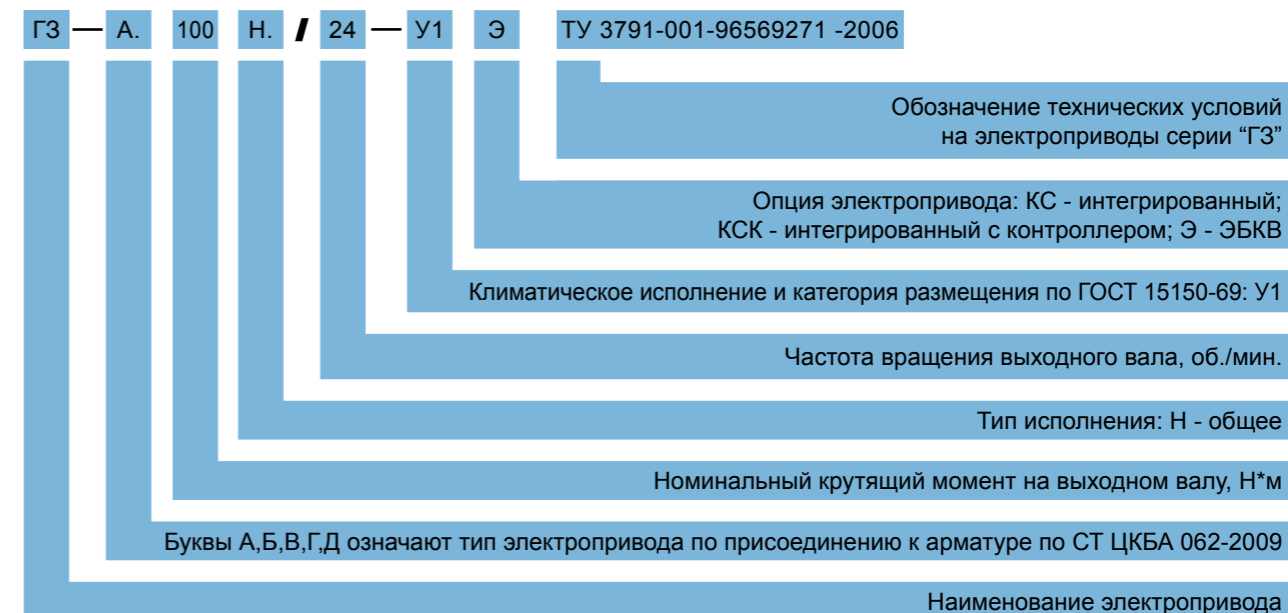 ГЗ — А. 100 Н. / 24 — У1 Э ТУ 3791-001-96569271 -2006
Обозначение технических условий
на электроприводы серии “ГЗ”
Опция электропривода: КС - интегрированный;
КСК - интегрированный с контроллером; Э - ЭБКВ
Климатическое исполнение и категория размещения по ГОСТ 15150-69: У1
Частота вращения выходного вала, об./мин.
Тип исполнения: Н - общее
Номинальный крутящий момент на выходном валу, Н*м
Буквы А,Б,В,Г,Д означают тип электропривода по присоединению к арматуре по СТ ЦКБА 062-2009
Наименование электропривода